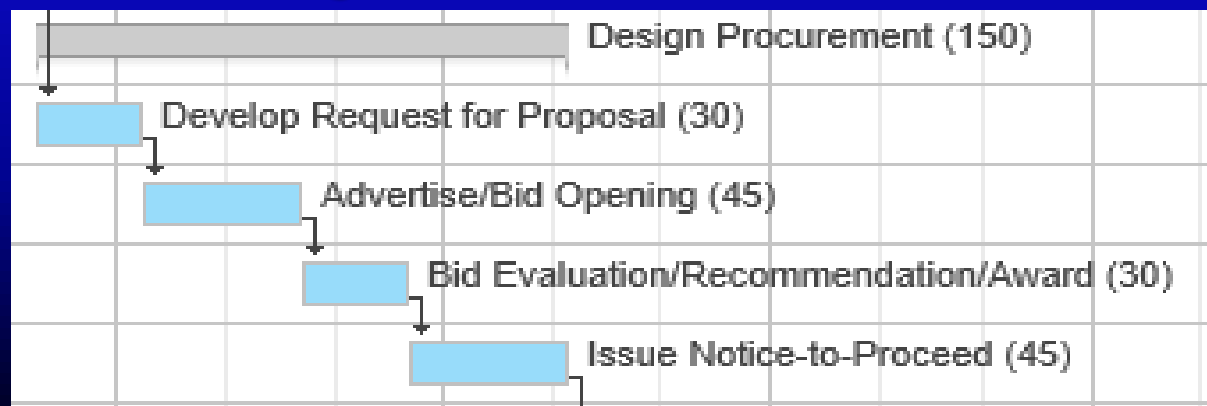 Design Procurement (150)
Develop Request for Proposal (30)
Advertise/Bid Opening (45)
Bid Evaluation/Recommendation/Award (30)
Issue Notice-to-Proceed (45)